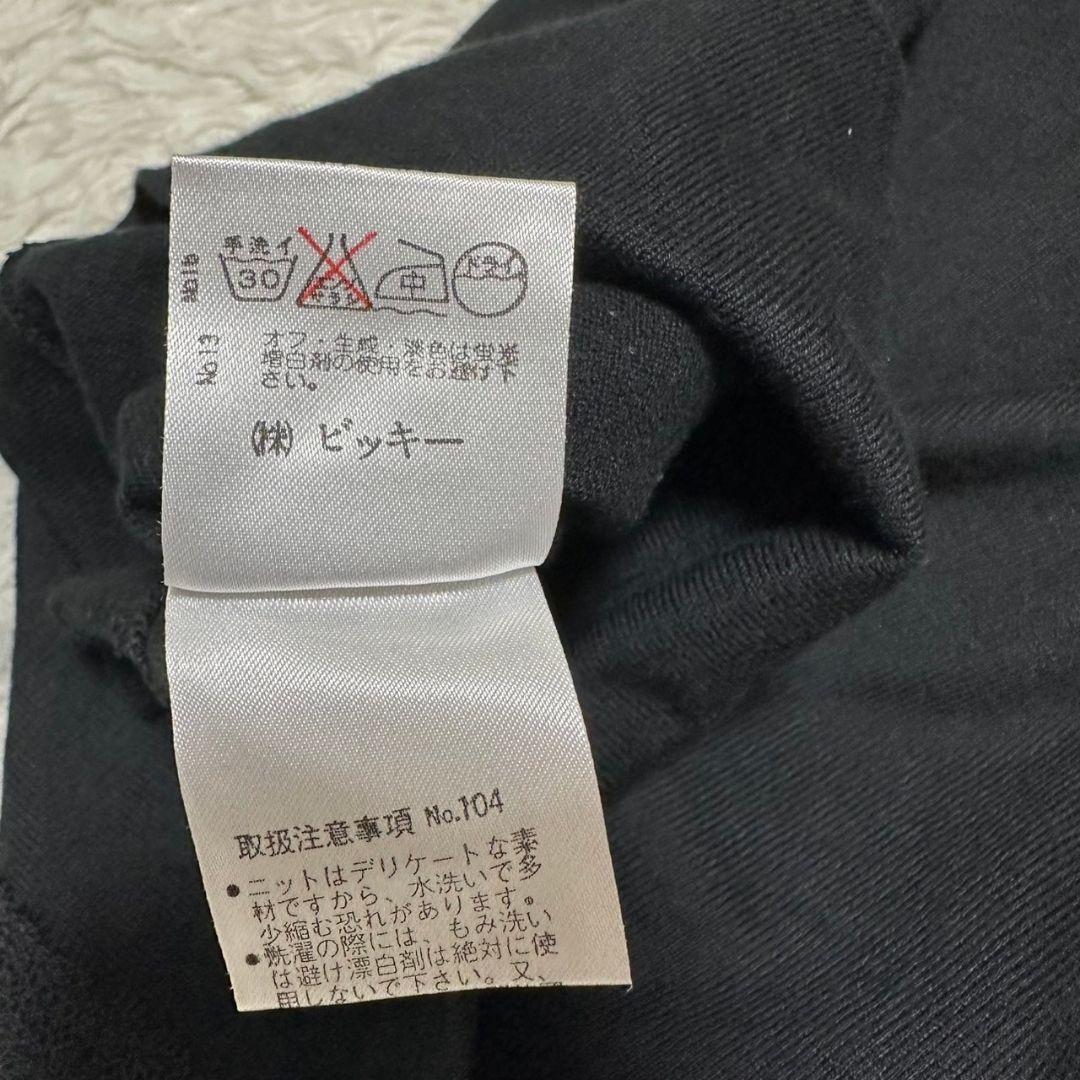 手洗イ
30
中
ドライ
No.13
オフ・生成・淡色は蛍光
増白剤の使用をお避け下
さい。
㈱ビッキー
取扱注意事項 No.104
●ニットはデリケートな素
材ですから、水洗いで多
少縮む恐れがあります。
●洗濯の際には、もみ洗い
は避け漂白剤は絶対に使
用しないで下さい。又、